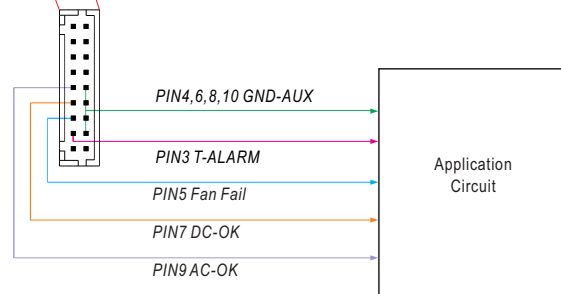 PIN4,6,8,10 GND-AUX
PIN3 T-ALARM
PIN5 Fan Fail
PIN7 DC-OK
PIN9 AC-OK
Application
Circuit